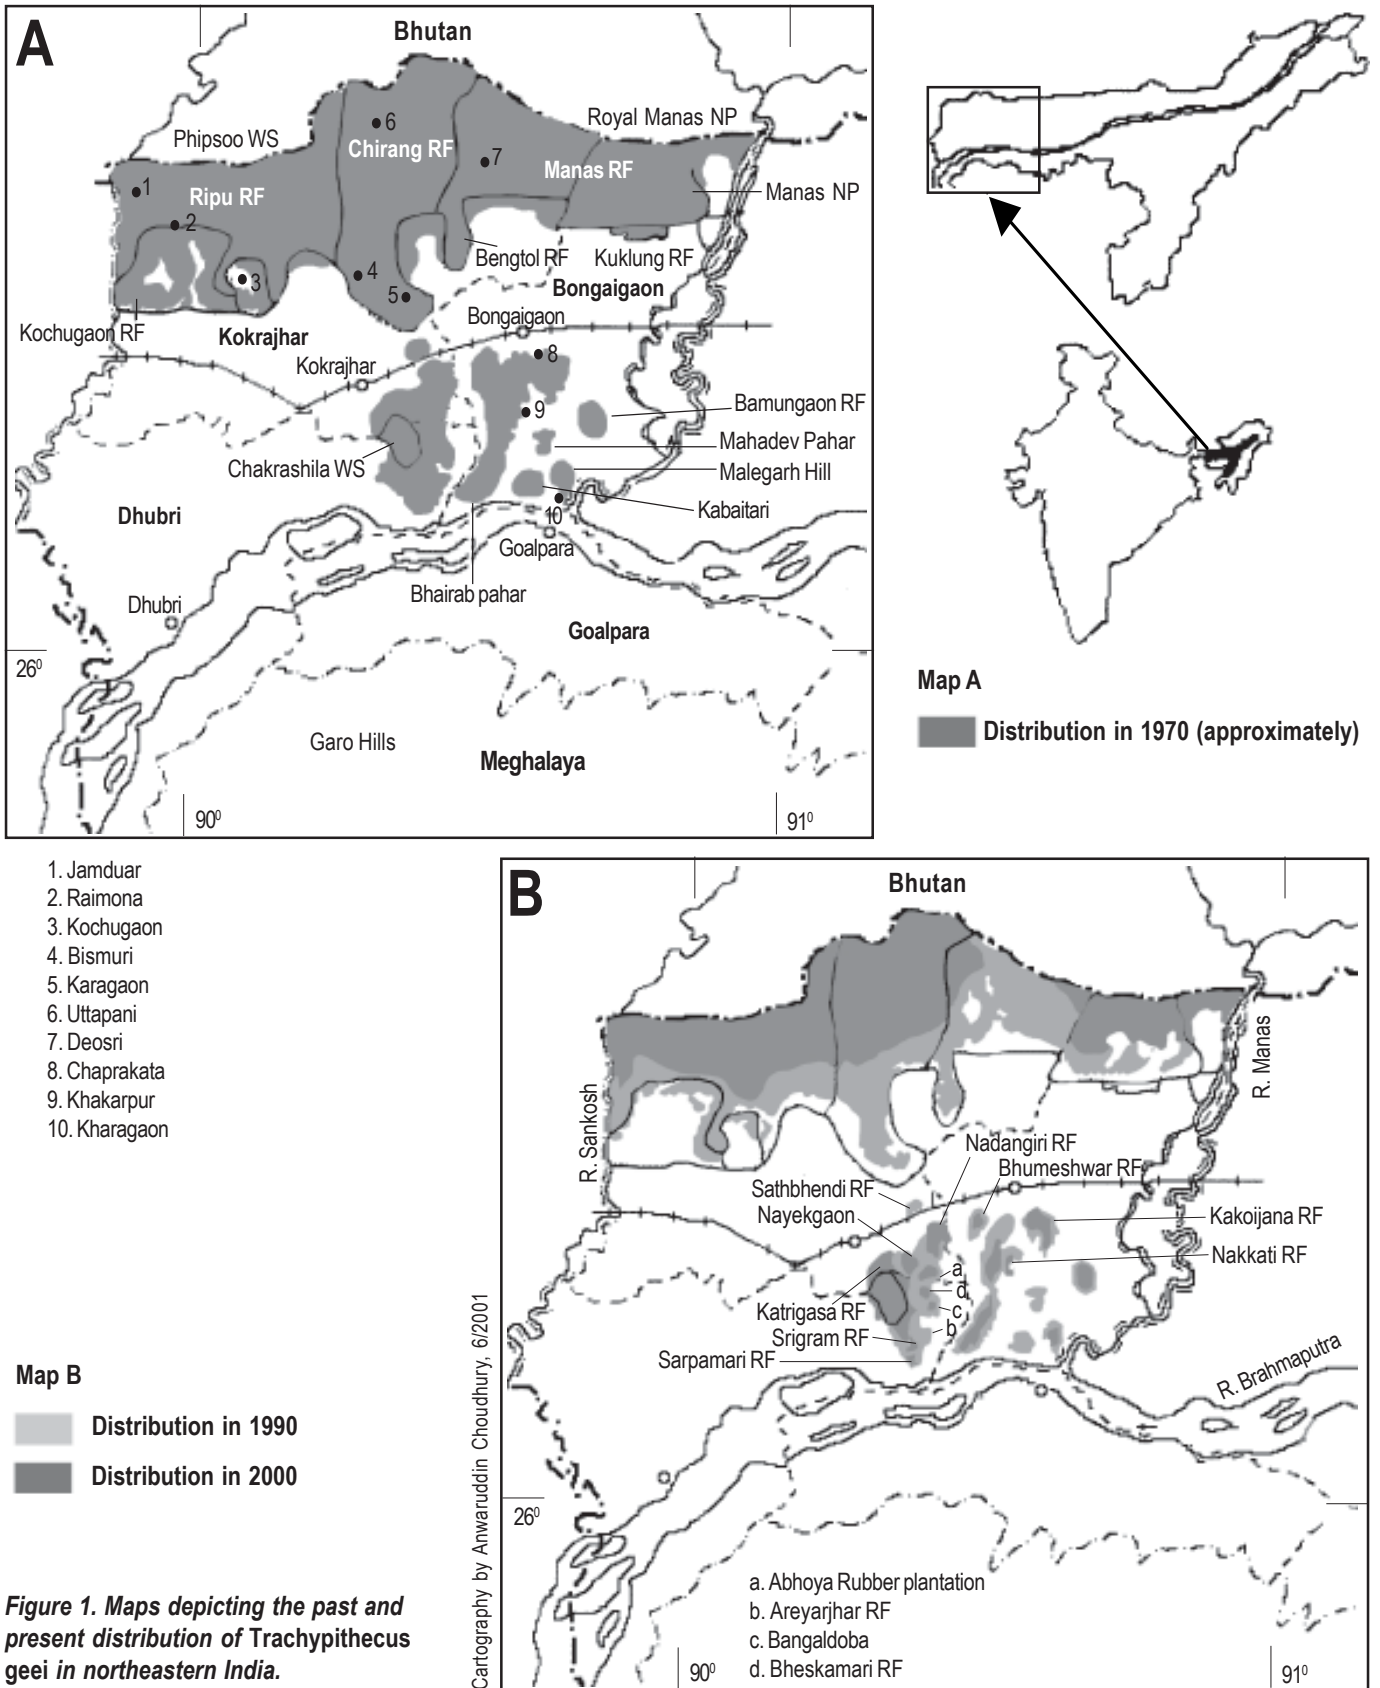 A
Bhutan
Phipsoo WS
Royal Manas NP
6
Chirang RF
7
Manas RF
1
Ripu RF
Manas NP
2
Bengtol RF
Kuklung RF
3
4
5
Bongaigaon
Kochugaon RF
Kokrajhar
Bongaigaon
Kokrajhar
8
9
Bamungaon RF
Mahadev Pahar
Chakrashila WS
Malegarh Hill
Kabaitari
Dhubri
10
Goalpara
Bhairab pahar
Dhubri
Goalpara
26⁰
Garo Hills
Meghalaya
90⁰
91⁰
Map A
Distribution in 1970 (approximately)
1. Jamduar
2. Raimona
3. Kochugaon
4. Bismuri
5. Karagaon
6. Uttapani
7. Deosri
8. Chaprakata
9. Khakarpur
10. Kharagaon
B
Bhutan
R. Manas
R. Sankosh
Nadangiri RF
Bhumeshwar RF
Sathbhendi RF
Nayekgaon
Kakoijana RF
Nakkati RF
a
d
c
b
Katrigasa RF
Srigram RF
Sarpamari RF
R. Brahmaputra
26⁰
a. Abhoya Rubber plantation
b. Areyarjhar RF
c. Bangaldoba
d. Bheskamari RF
90⁰
91⁰
Map B
Distribution in 1990
Distribution in 2000
Cartography by Anwaruddin Choudhury, 6/2001
Figure 1. Maps depicting the past and
present distribution of Trachypithecus
geei in northeastern India.